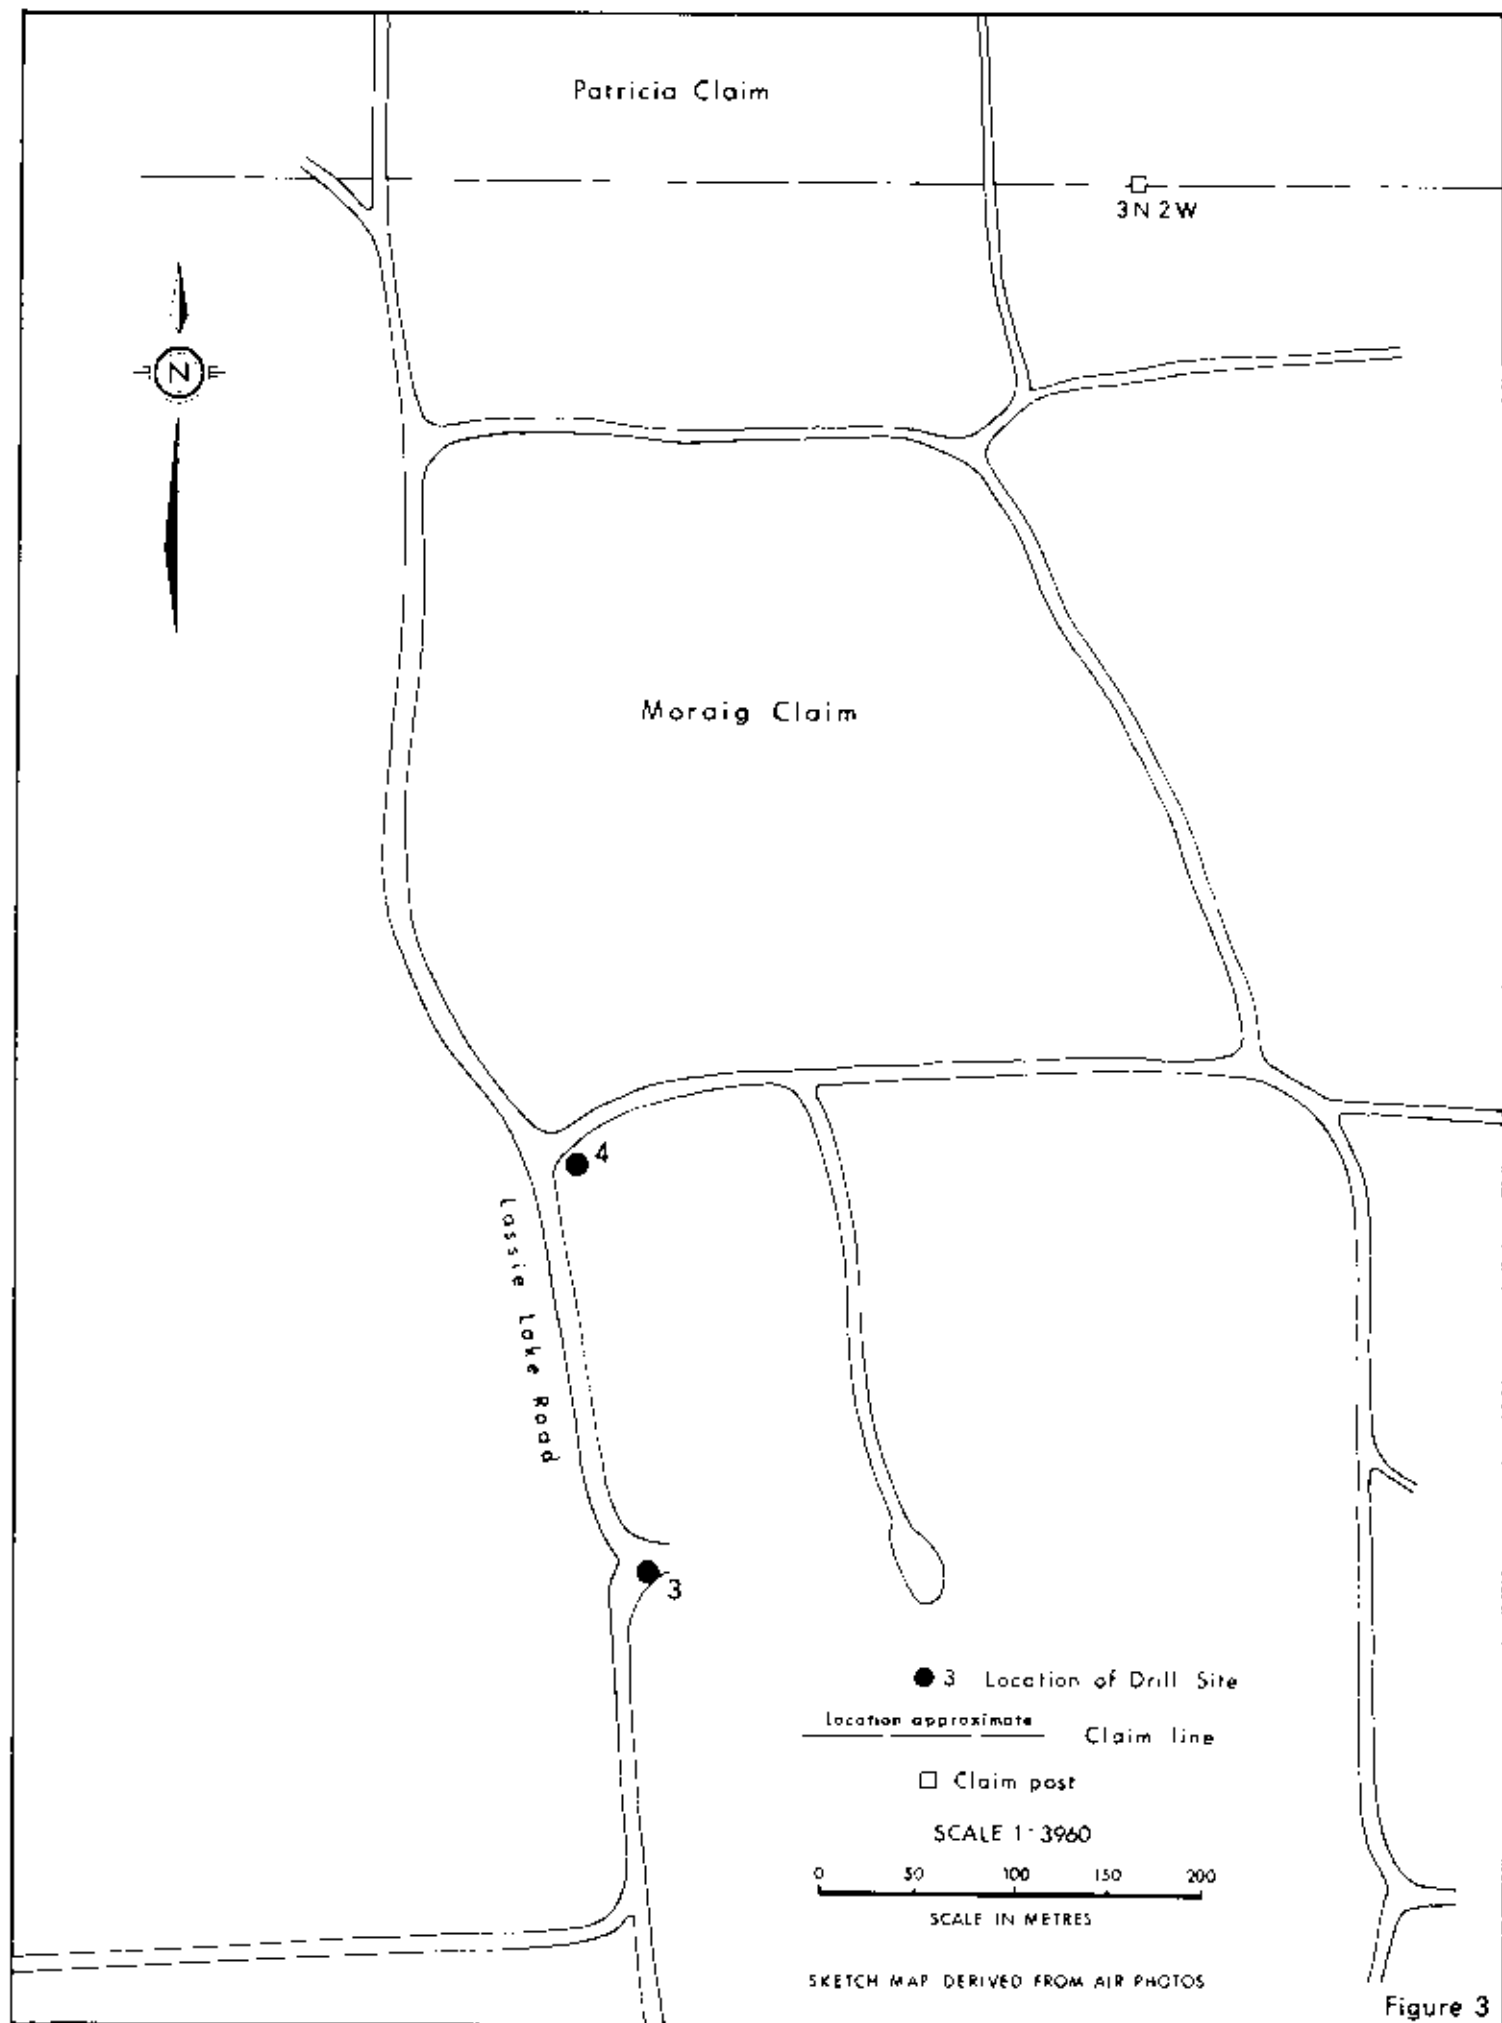 Patricia Claim
3N 2W
N
Moraig Claim
4
Lassie Lake Road
3
3 Location of Drill Site
Location approximate
Claim line
Claim post
SCALE 1:3960
0 50 100 150 200
SCALE IN METRES
SKETCH MAP DERIVED FROM AIR PHOTOS
Figure 3